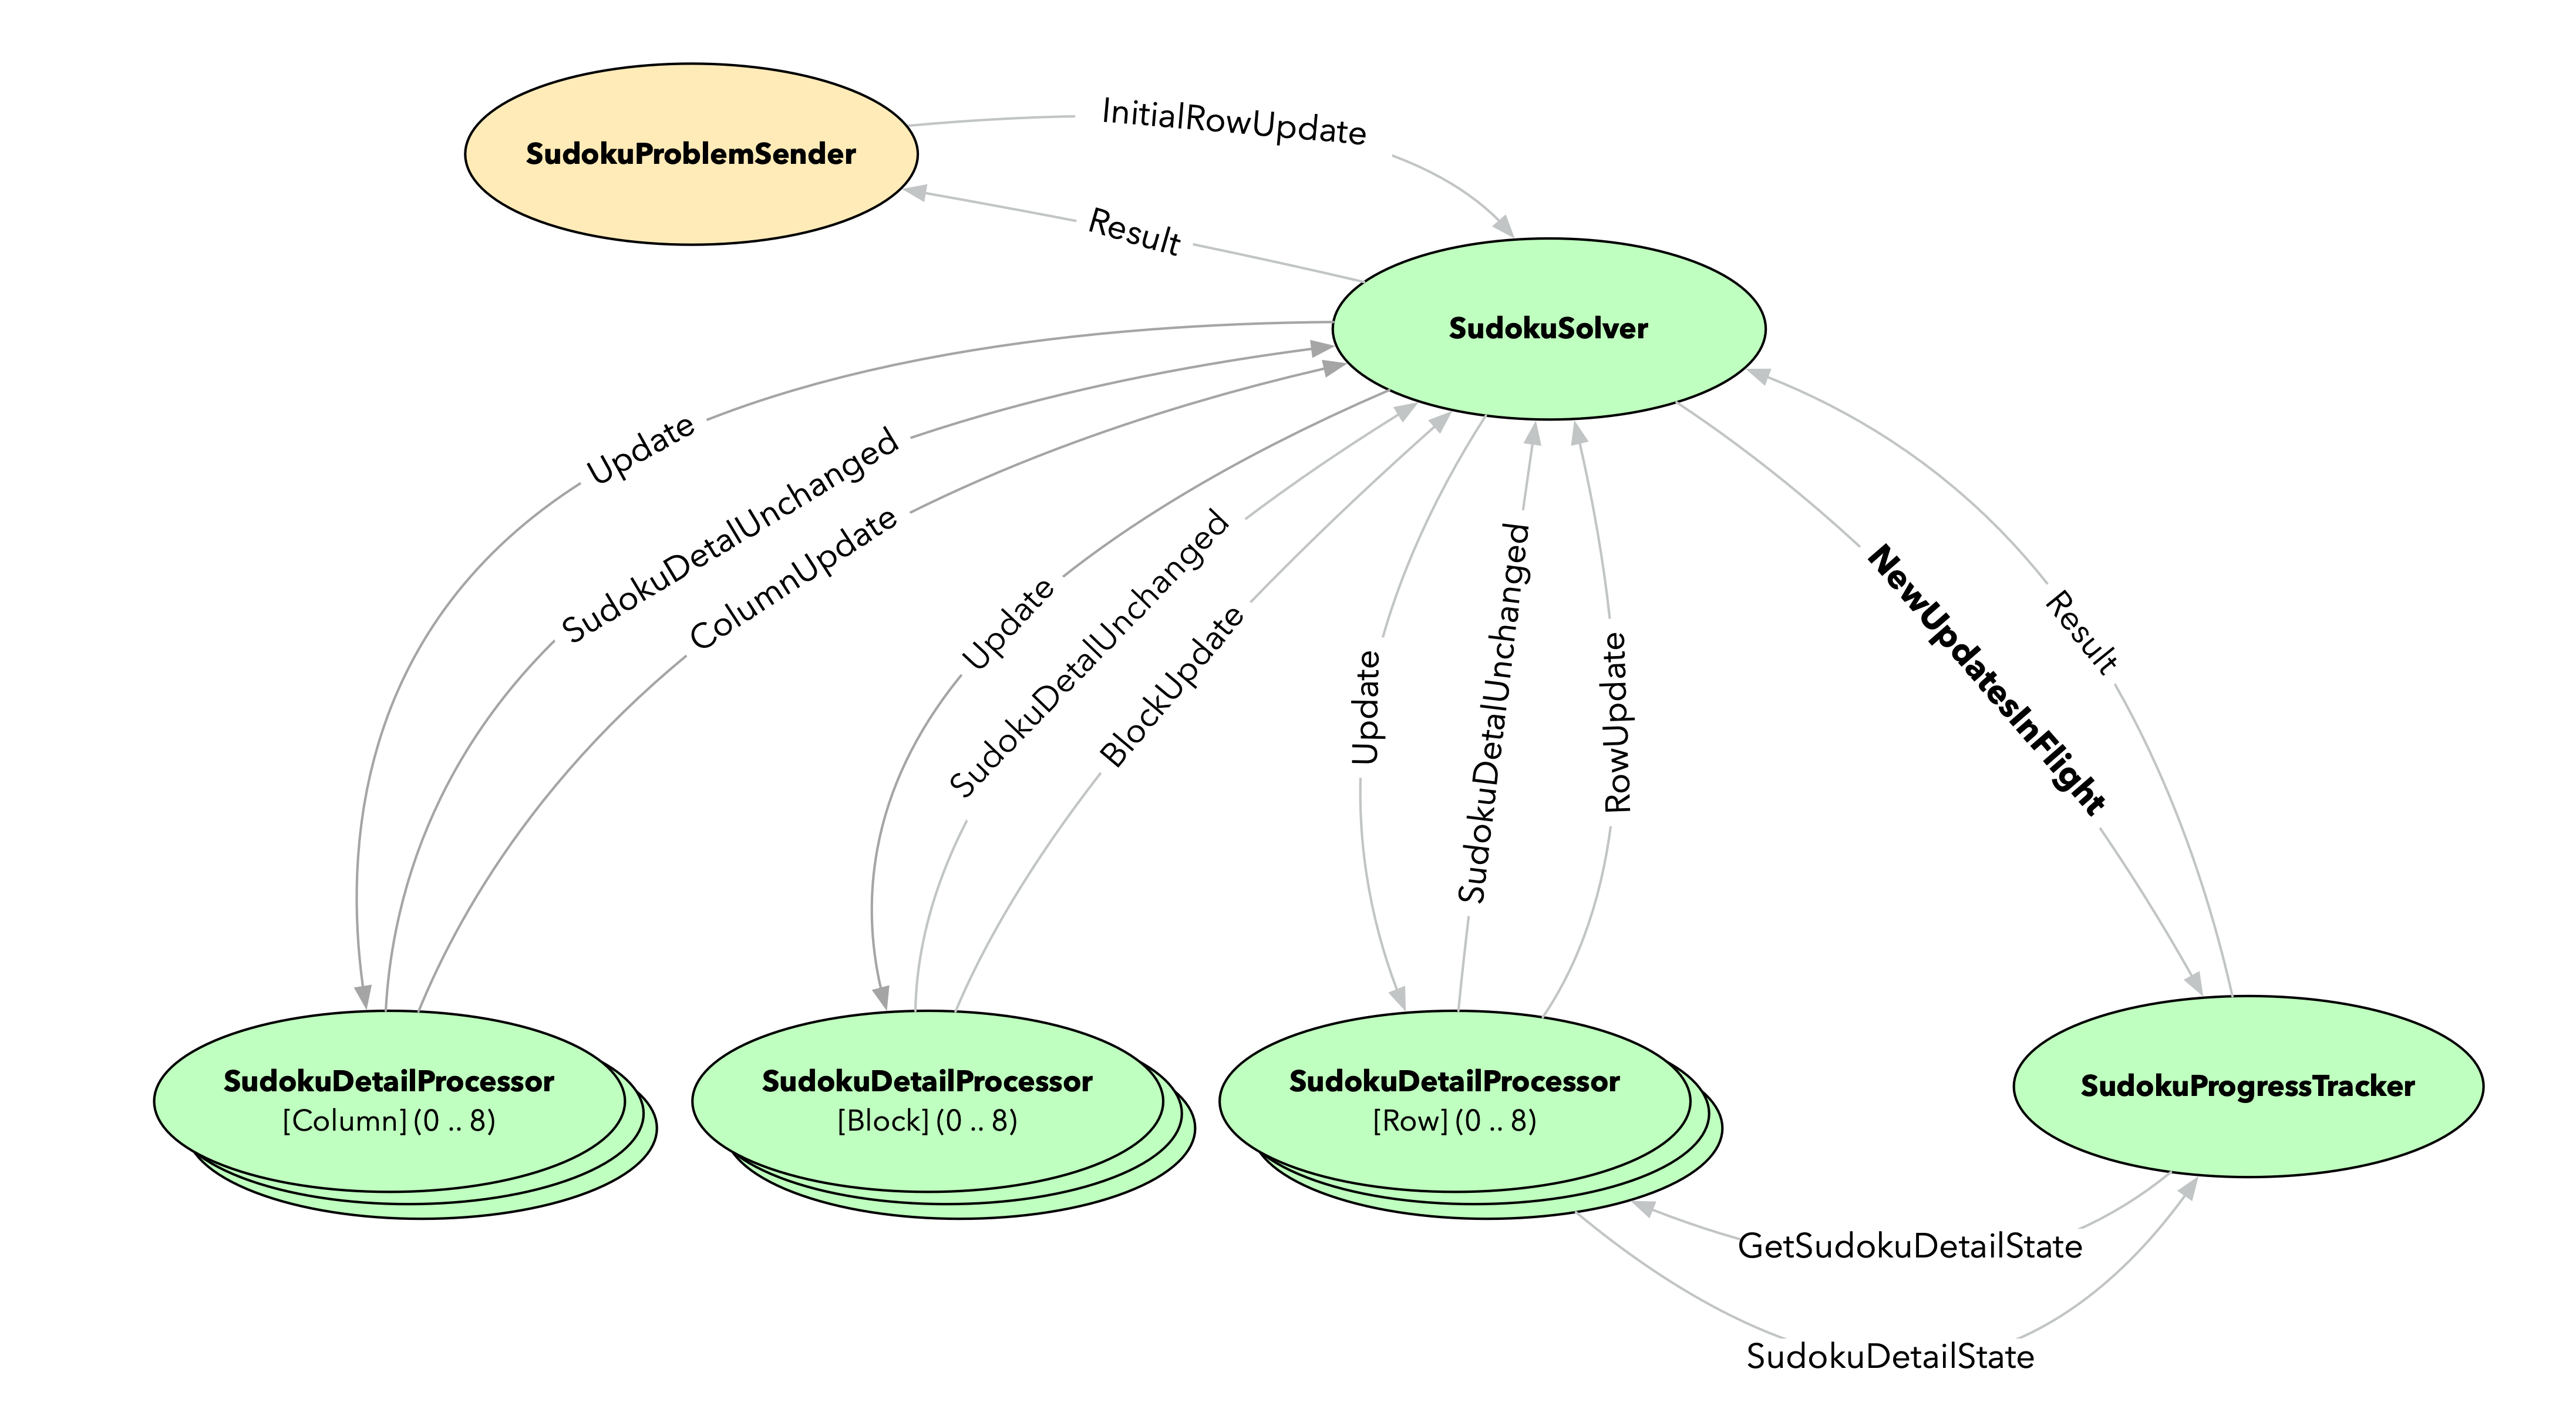 SudokuProblemSender
InitialRowUpdate
Result
SudokuSolver
Update
SudokuDetalUnchanged
ColumnUpdate
Update
SudokuDetalUnchanged
BlockUpdate
Update
SudokuDetalUnchanged
RowUpdate
NewUpdatesInFlight
Result
SudokuDetailProcessor
[Column] (0 .. 8)
SudokuDetailProcessor
[Block] (0 .. 8)
SudokuDetailProcessor
[Row] (0 .. 8)
SudokuProgressTracker
GetSudokuDetailState
SudokuDetailState